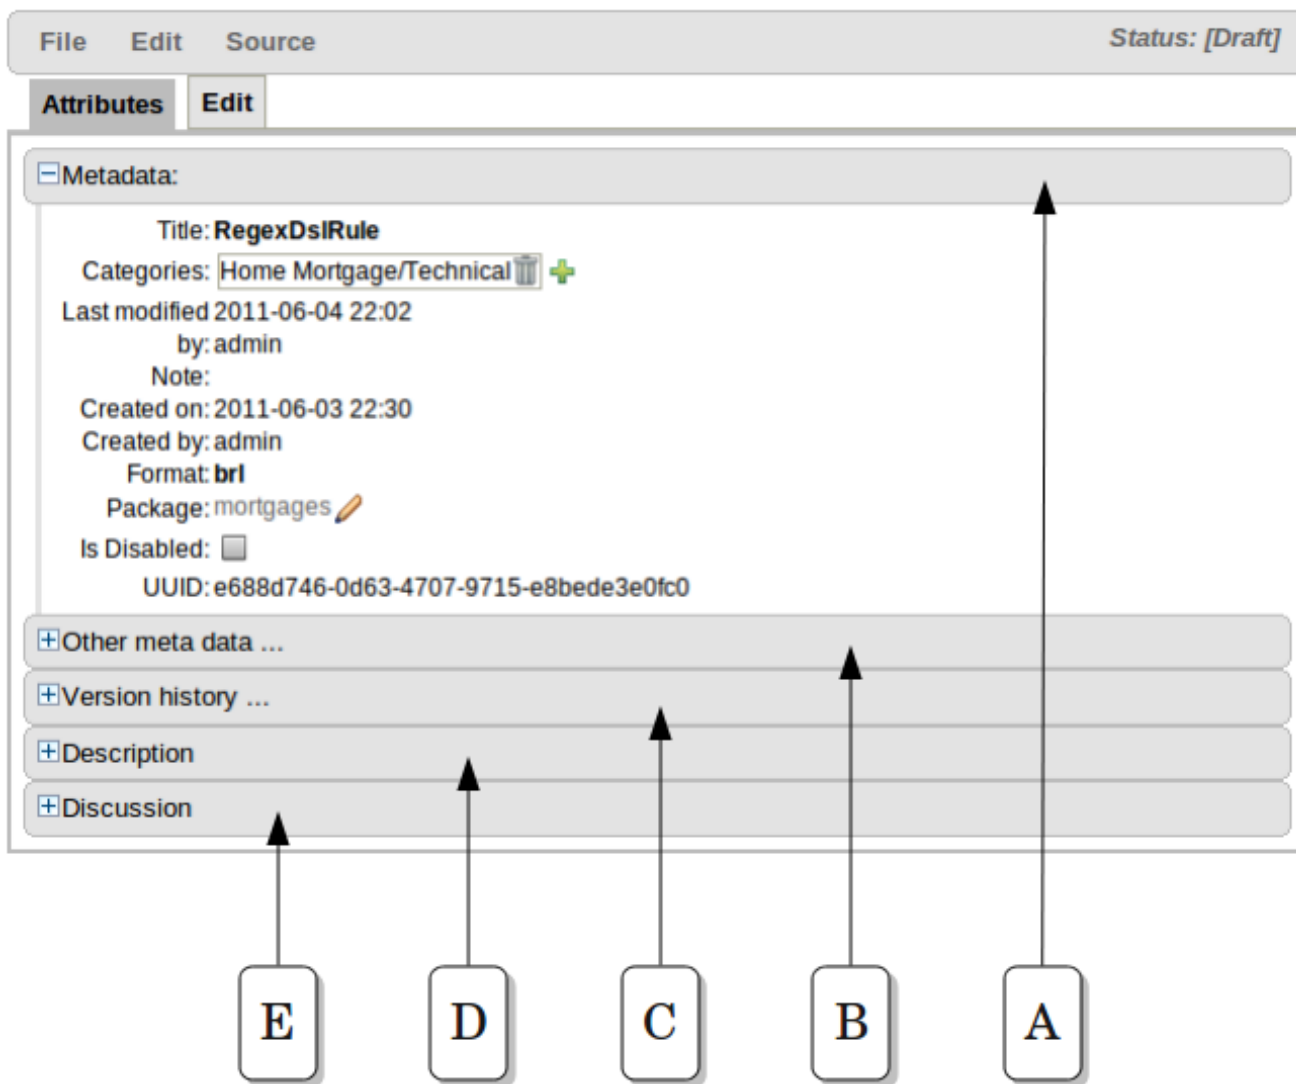 File Edit Source Status: [Draft]
Attributes Edit
Metadata:
Title: RegexDslRule
Categories: Home Mortgage/Technical
Last modified 2011-06-04 22:02
by: admin
Note:
Created on: 2011-06-03 22:30
Created by: admin
Format: brl
Package: mortgages
Is Disabled:
UUID: e688d746-0d63-4707-9715-e8bede3e0fc0
Other meta data ...
Version history ...
Description
Discussion
E D C B A